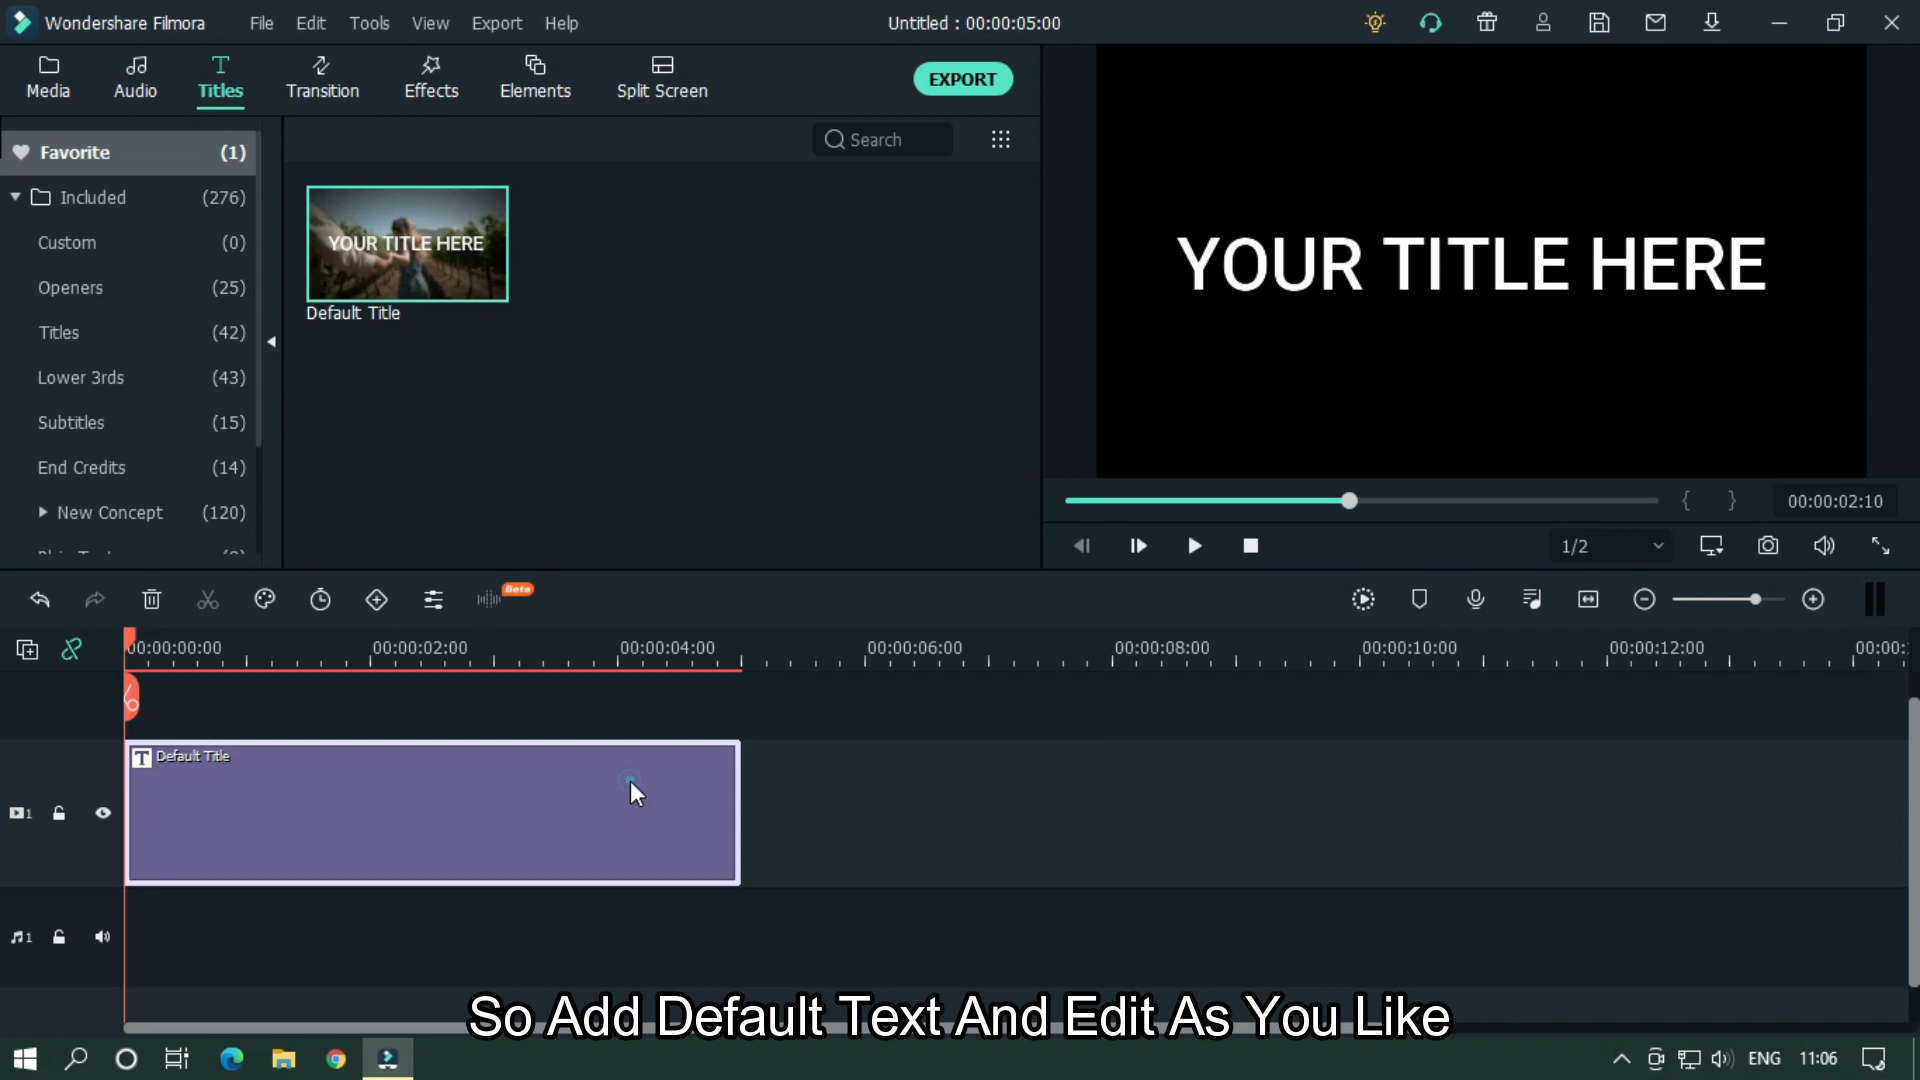 Wondershare Filmora
File Edit Tools View Export Help
Untitled : 00:00:05:00
Media Audio Titles Transition Effects Elements Split Screen
EXPORT
Favorite (1)
Search
Included (276)
Custom (0)
Openers (25)
Titles (42)
Lower 3rds (43)
Subtitles (15)
End Credits (14)
New Concept (120)
YOUR TITLE HERE
Default Title
YOUR TITLE HERE
00:00:02:10
1/2
Beta
00:00:00:00 00:00:02:00 00:00:04:00 00:00:06:00 00:00:08:00 00:00:10:00 00:00:12:00
T Default Title
1
1
So Add Default Text And Edit As You Like
ENG 11:06